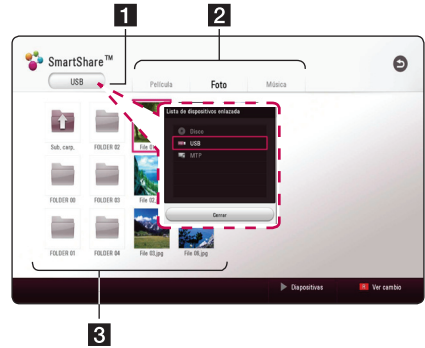 1
2
SmartShare™
USB
Película
Foto
Música
Lista de dispositivos enlazada
Disco
USB
MTP
Cerrar
Sub. carp.
FOLDER 02
File 01
FOLDER 00
FOLDER 03
File 02.
FOLDER 01
FOLDER 04
File 03.jpg
File 06.jpg
Diapositivas
Ver cambio
3